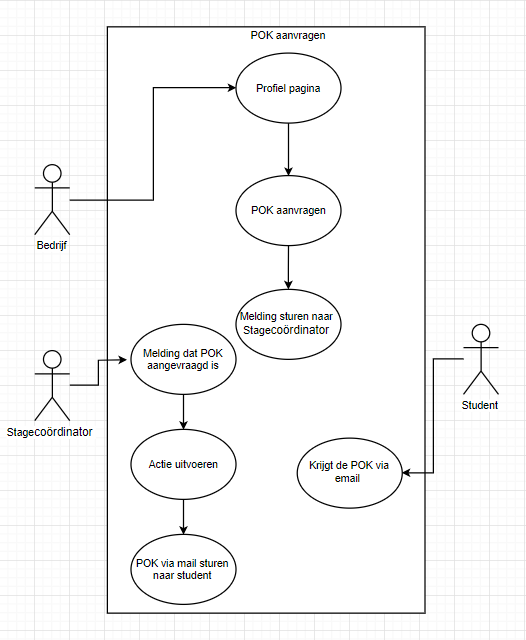 POK aanvragen
Profiel pagina
POK aanvragen
Bedrijf
Melding sturen naar
Stagecoördinator
Melding dat POK
aangevraagd is
Stagecoördinator
Student
Actie uitvoeren
Krijgt de POK via
email
POK via mail sturen
naar student